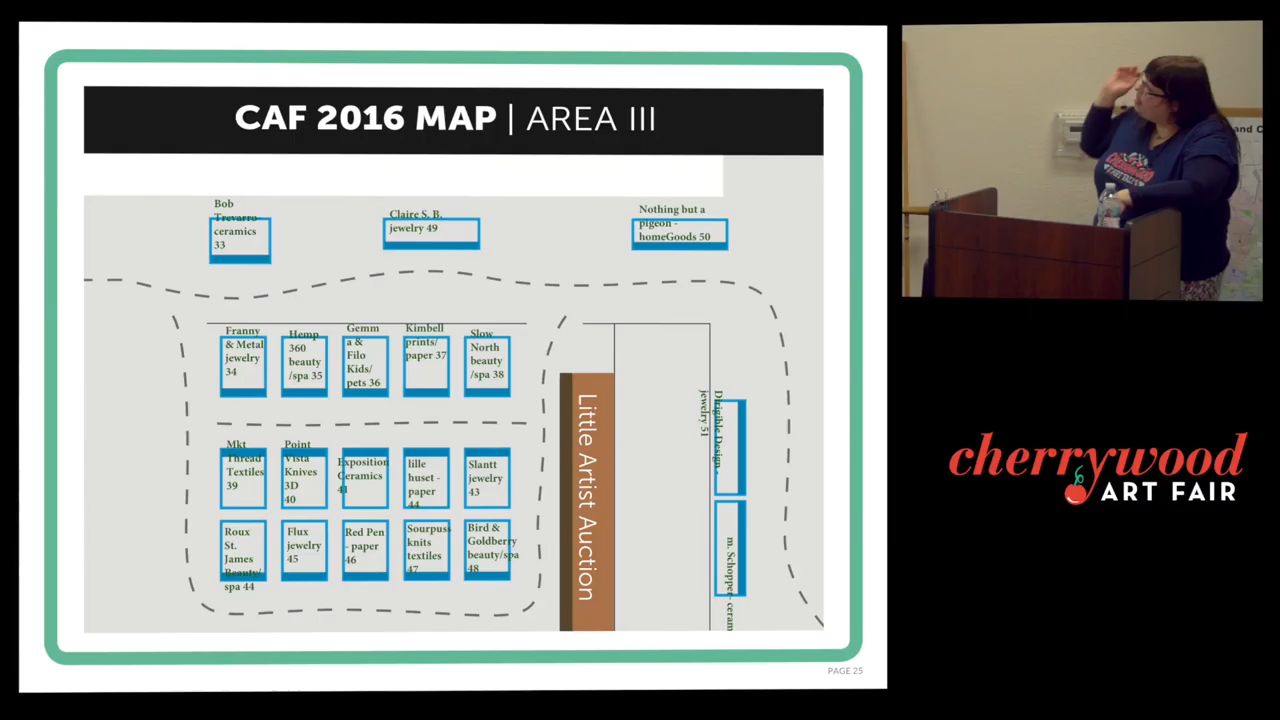 CAF 2016 MAP | AREA III
Bob
Trevarro-
ceramics
33
Claire S. B.
jewelry 49
Nothing but a
pigeon -
homeGoods 50
Franny
& Metal
jewelry
34
Hemp
360
beauty
/spa 35
Gemm
a &
Filo
Kids/
pets 36
Kimbell
prints/
paper 37
Slow
North
beauty
/spa 38
Mkt
Thread
Textiles
39
Point
Vista
Knives
3D
40
Exposition
Ceramics
41
lille
huset -
paper
44
Slantt
jewelry
43
Roux
St.
James
Beauty/
spa 44
Flux
jewelry
45
Red Pen
- paper
46
Sourpuss
knits
textiles
47
Bird &
Goldberry
beauty/spa
48
Little Artist Auction
Dirigible Design -
jewelry 51
m. Schopper- ceram
PAGE 25
and C
cherrywood
ART FAIR